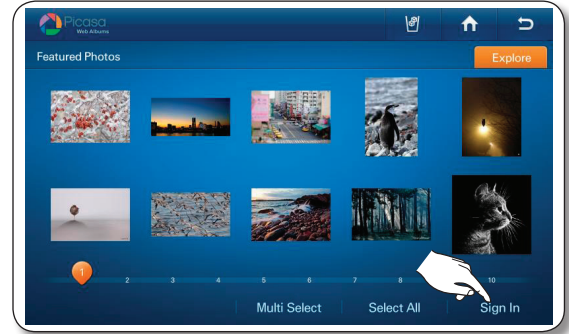 Picasa
Web Albums
Featured Photos
Explore
1 2 3 4 5 6 7 8 10
Multi Select
Select All
Sign In